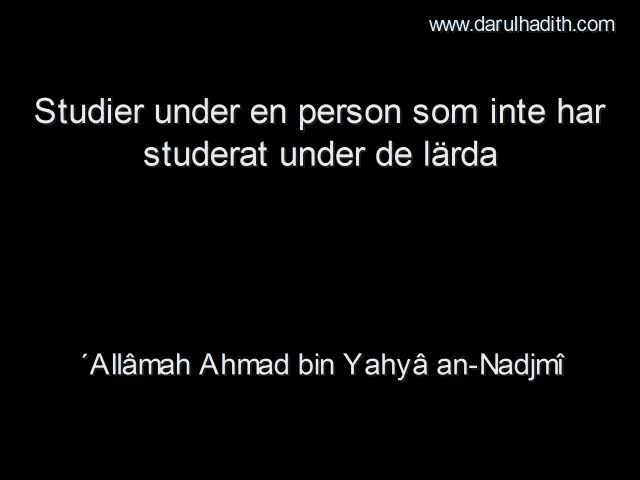 www.darulhadith.com
Studier under en person som inte har
studerat under de lärda
´Allâmah Ahmad bin Yahyâ an-Nadjmî